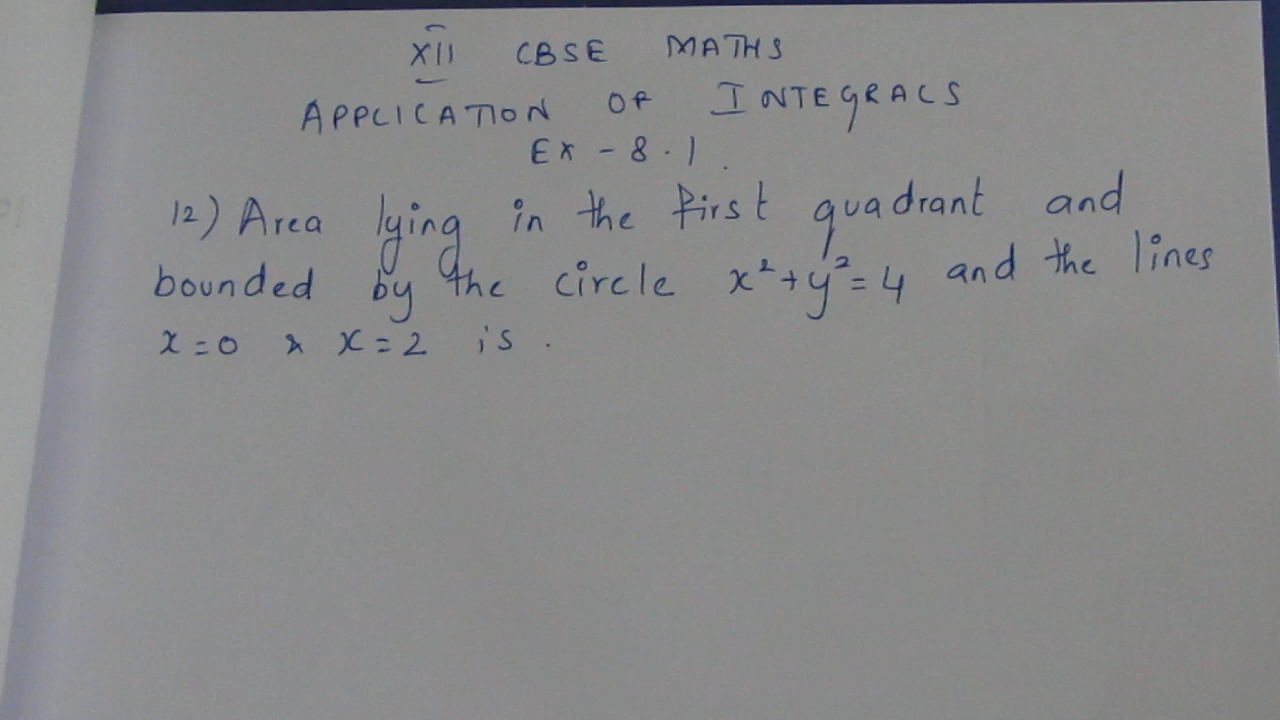 XII CBSE MATHS
APPLICATION OF INTEGRALS
Ex - 8.1.
12) Area lying in the first quadrant and
bounded by the circle x²+y²=4 and the lines
x=0 & x=2 is.